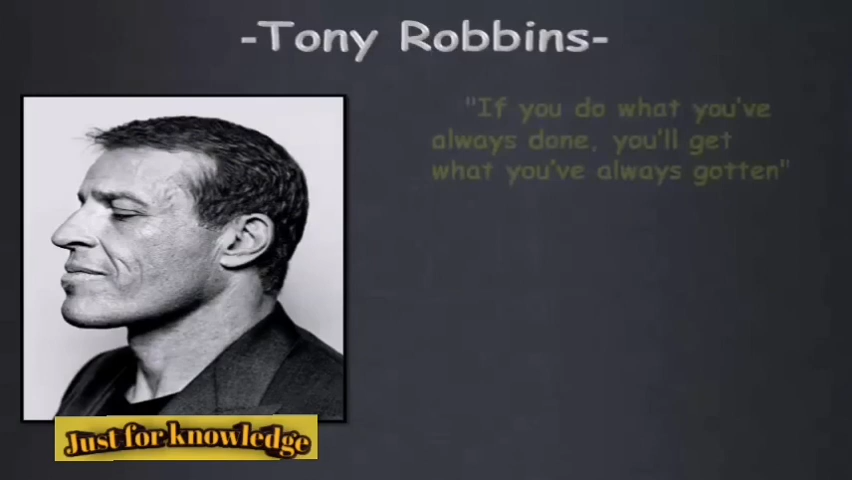 -Tony Robbins-
"If you do what you've
always done, you'll get
what you've always gotten"
Just for knowledge